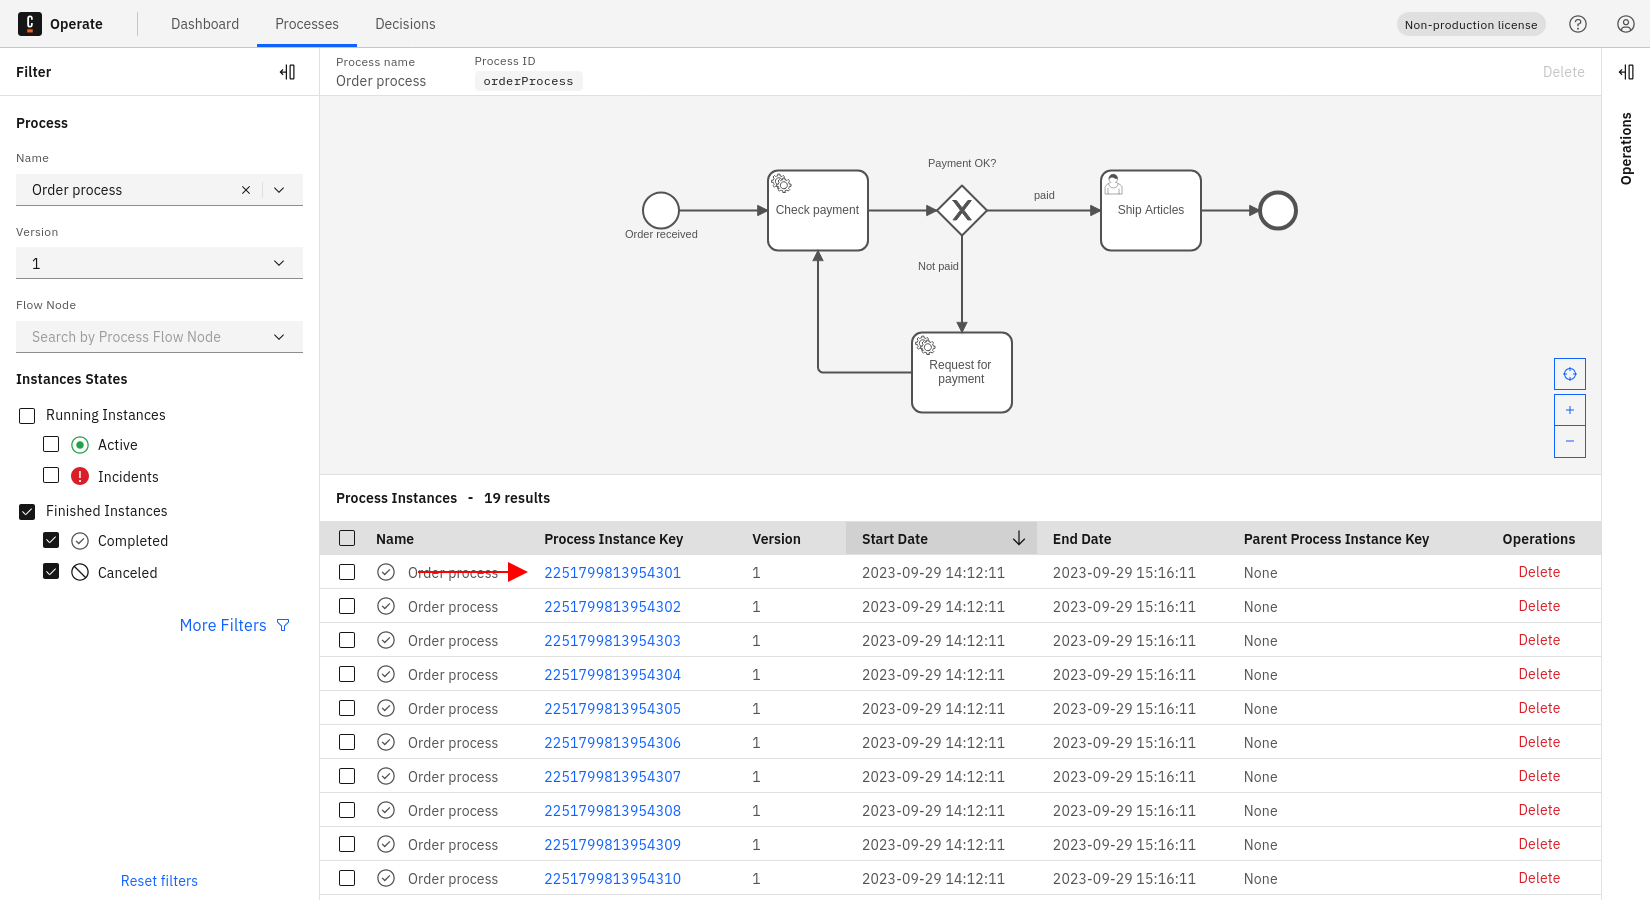 Operate Dashboard Processes Decisions Non-production license
Filter
Process name Process ID
Order process orderProcess
Delete
Process
Name
Order process
Version
1
Flow Node
Search by Process Flow Node
Instances States
Running Instances
Active
Incidents
Finished Instances
Completed
Canceled
More Filters
Reset filters
Order received
Check payment
Payment OK?
paid
Ship Articles
Not paid
Request for
payment
Operations
Process Instances - 19 results
Name Process Instance Key Version Start Date End Date Parent Process Instance Key Operations
Order process 2251799813954301 1 2023-09-29 14:12:11 2023-09-29 15:16:11 None Delete
Order process 2251799813954302 1 2023-09-29 14:12:11 2023-09-29 15:16:11 None Delete
Order process 2251799813954303 1 2023-09-29 14:12:11 2023-09-29 15:16:11 None Delete
Order process 2251799813954304 1 2023-09-29 14:12:11 2023-09-29 15:16:11 None Delete
Order process 2251799813954305 1 2023-09-29 14:12:11 2023-09-29 15:16:11 None Delete
Order process 2251799813954306 1 2023-09-29 14:12:11 2023-09-29 15:16:11 None Delete
Order process 2251799813954307 1 2023-09-29 14:12:11 2023-09-29 15:16:11 None Delete
Order process 2251799813954308 1 2023-09-29 14:12:11 2023-09-29 15:16:11 None Delete
Order process 2251799813954309 1 2023-09-29 14:12:11 2023-09-29 15:16:11 None Delete
Order process 2251799813954310 1 2023-09-29 14:12:11 2023-09-29 15:16:11 None Delete